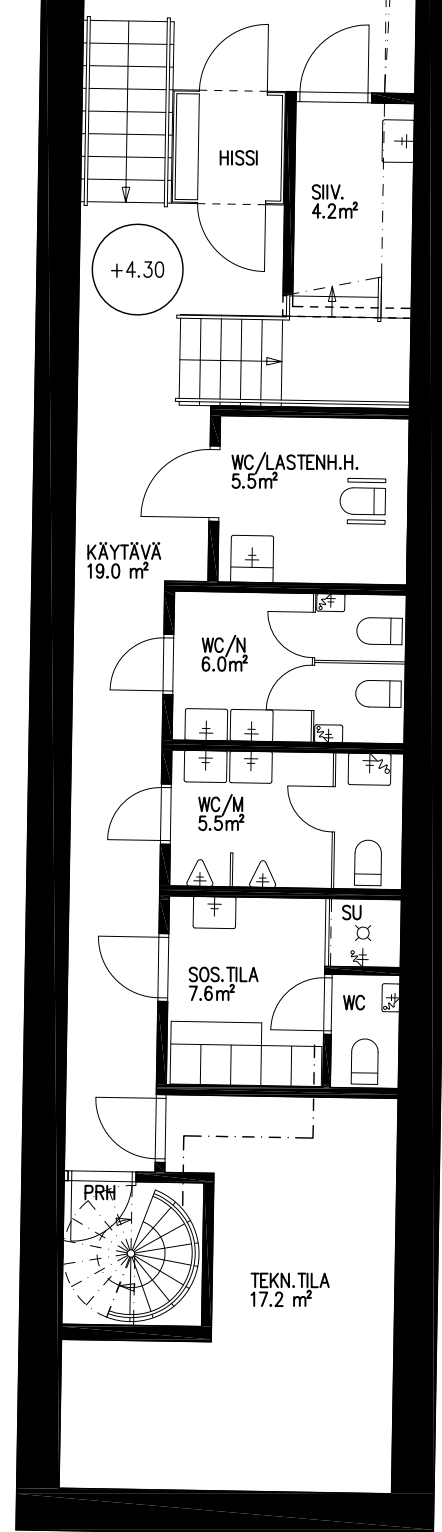 HISSI
SIIV.
4.2m²
+4.30
WC/LASTENH.H.
5.5m²
KÄYTÄVÄ
19.0 m²
WC/N
6.0m²
WC/M
5.5m²
SU
SOS.TILA
7.6m²
WC
PRH
TEKN.TILA
17.2 m²